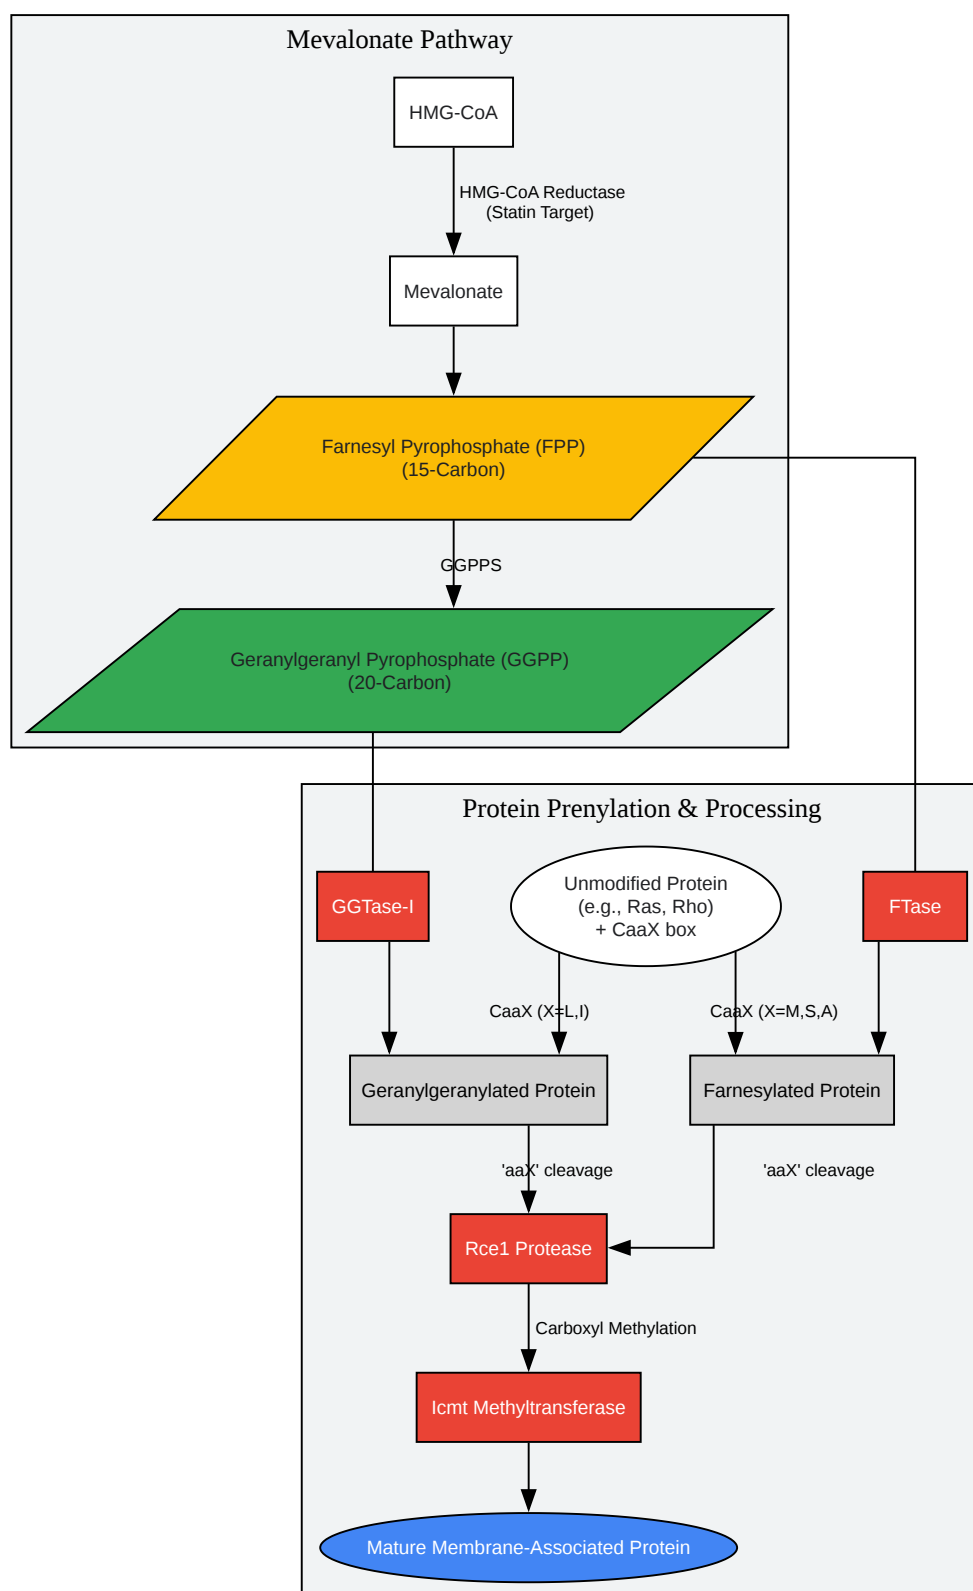 Mevalonate Pathway
HMG-CoA
HMG-CoA Reductase
(Statin Target)
Mevalonate
Farnesyl Pyrophosphate (FPP)
(15-Carbon)
GGPPS
Geranylgeranyl Pyrophosphate (GGPP)
(20-Carbon)
Protein Prenylation & Processing
GGTase-I
Unmodified Protein
(e.g., Ras, Rho)
+ CaaX box
FTase
CaaX (X=L,I)
CaaX (X=M,S,A)
Geranylgeranylated Protein
Farnesylated Protein
'aaX' cleavage
'aaX' cleavage
Rce1 Protease
Carboxyl Methylation
Icmt Methyltransferase
Mature Membrane-Associated Protein